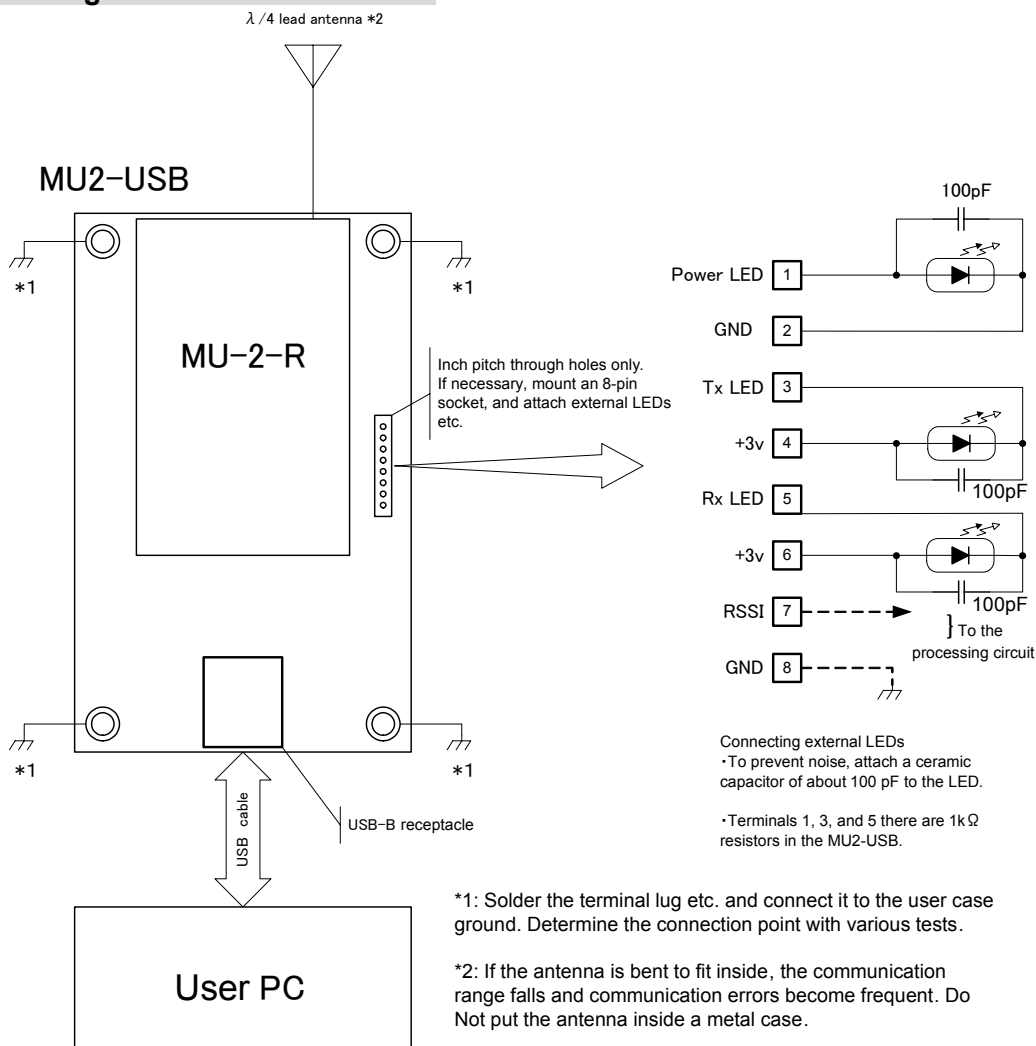 λ/4 lead antenna *2
MU2-USB
*1
*1
MU-2-R
Inch pitch through holes only.
If necessary, mount an 8-pin
socket, and attach external LEDs
etc.
*1
*1
USB cable
USB-B receptacle
User PC
100pF
Power LED 1
GND 2
Tx LED 3
+3v 4
100pF
Rx LED 5
+3v 6
100pF
RSSI 7
} To the
processing circuit
GND 8
Connecting external LEDs
・To prevent noise, attach a ceramic
capacitor of about 100 pF to the LED.
・Terminals 1, 3, and 5 there are 1kΩ
resistors in the MU2-USB.
*1: Solder the terminal lug etc. and connect it to the user case
ground. Determine the connection point with various tests.
*2: If the antenna is bent to fit inside, the communication
range falls and communication errors become frequent. Do
Not put the antenna inside a metal case.